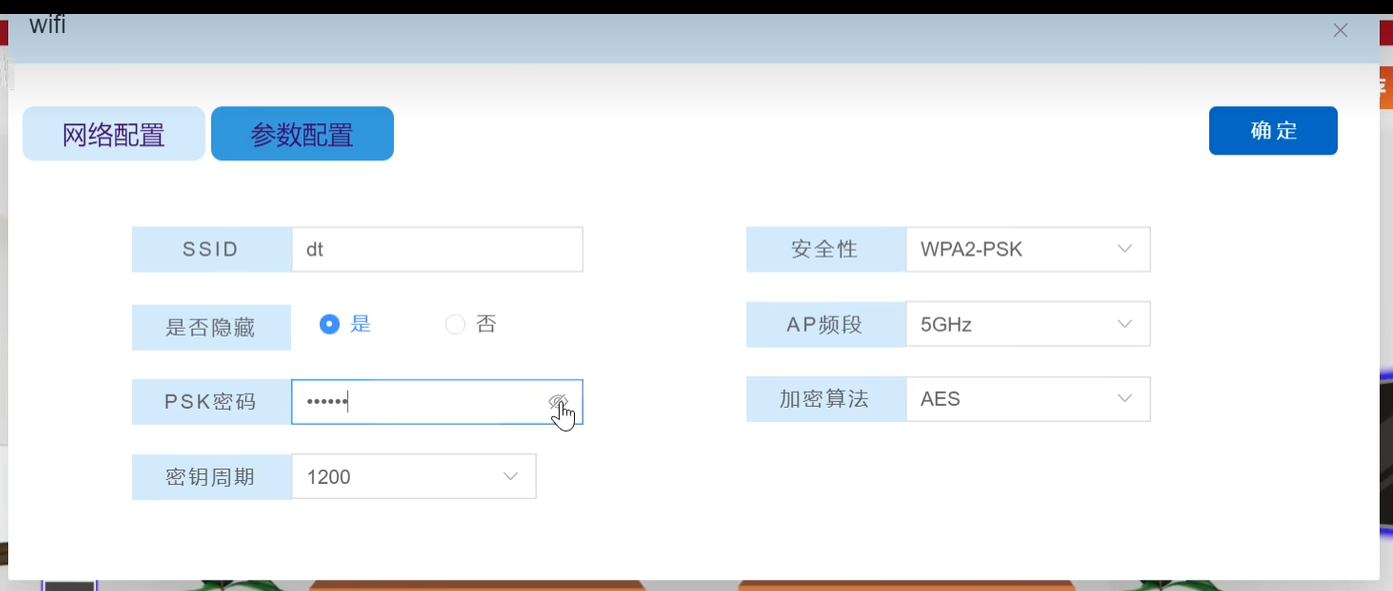 wifi
网络配置
参数配置
确定
SSID
dt
安全性
WPA2-PSK
是否隐藏
是
否
AP频段
5GHz
PSK密码
••••••
加密算法
AES
密钥周期
1200